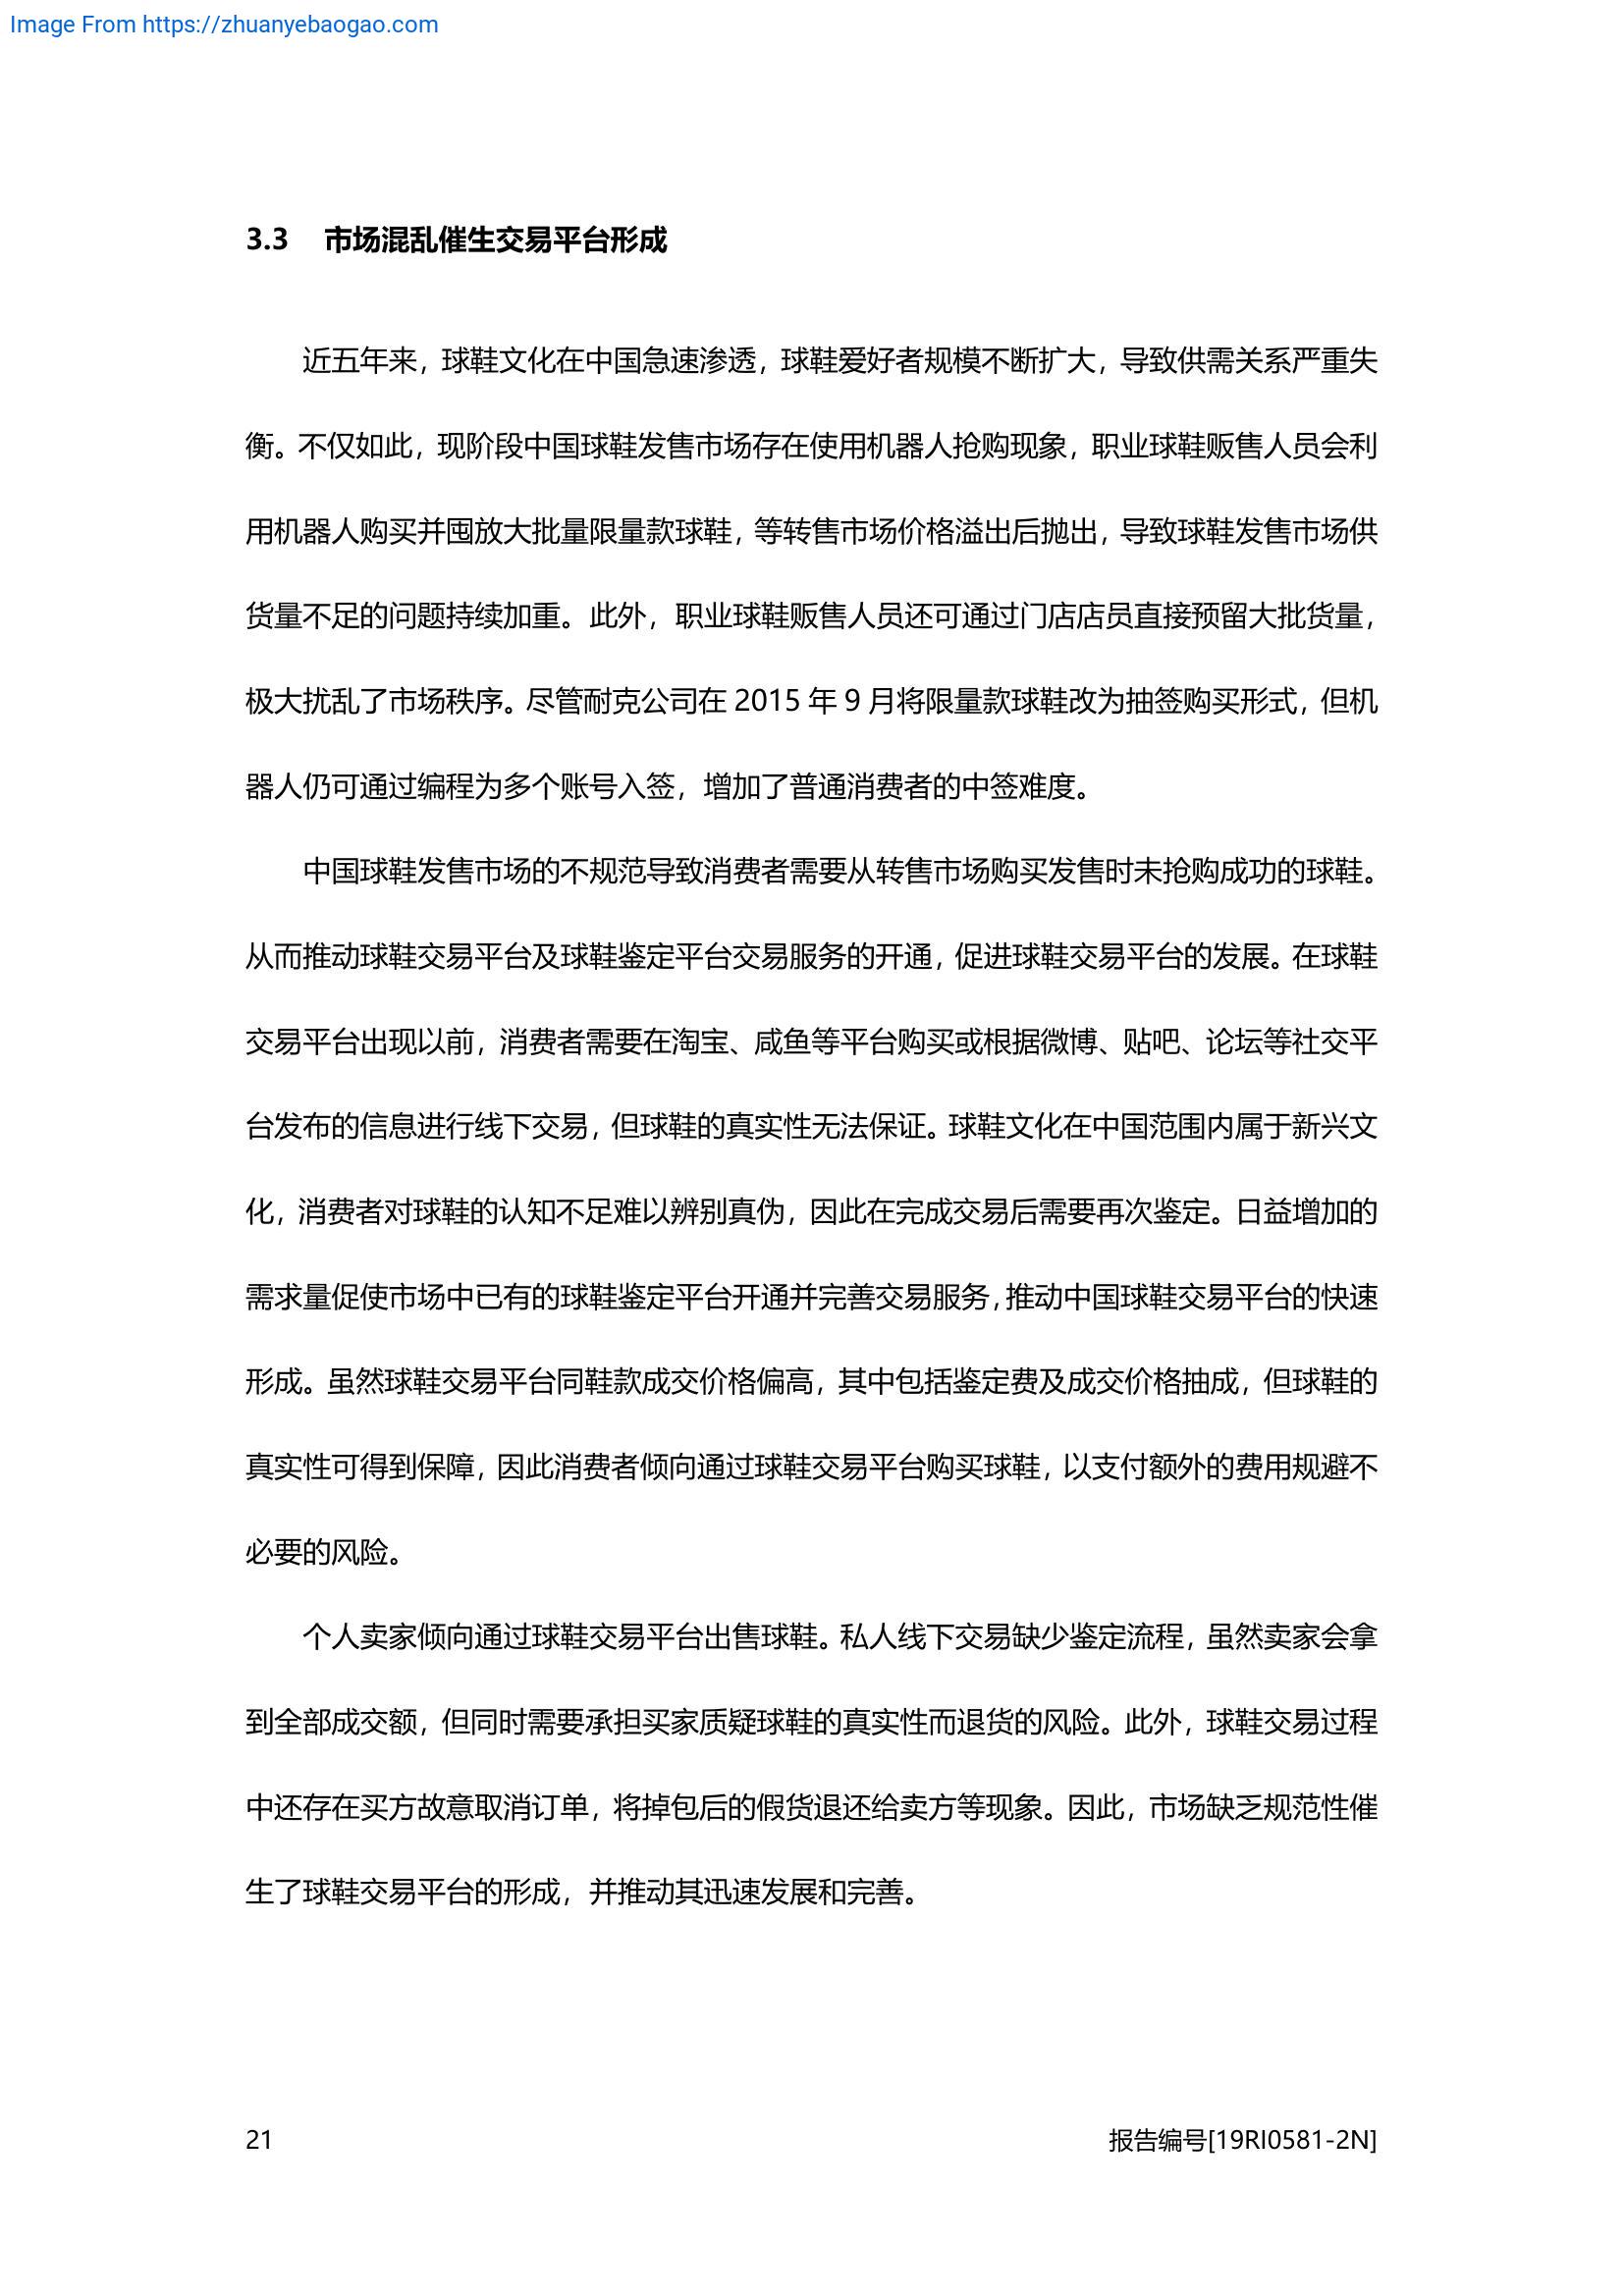 Image From https://zhuanyebaogao.com
3.3 市场混乱催生交易平台形成
近五年来，球鞋文化在中国急速渗透，球鞋爱好者规模不断扩大，导致供需关系严重失
衡。不仅如此，现阶段中国球鞋发售市场存在使用机器人抢购现象，职业球鞋贩售人员会利
用机器人购买并囤放大批量限量款球鞋，等转售市场价格溢出后抛出，导致球鞋发售市场供
货量不足的问题持续加重。此外，职业球鞋贩售人员还可通过门店店员直接预留大批货量，
极大扰乱了市场秩序。尽管耐克公司在 2015 年 9 月将限量款球鞋改为抽签购买形式，但机
器人仍可通过编程为多个账号入签，增加了普通消费者的中签难度。
中国球鞋发售市场的不规范导致消费者需要从转售市场购买发售时未抢购成功的球鞋。
从而推动球鞋交易平台及球鞋鉴定平台交易服务的开通，促进球鞋交易平台的发展。在球鞋
交易平台出现以前，消费者需要在淘宝、咸鱼等平台购买或根据微博、贴吧、论坛等社交平
台发布的信息进行线下交易，但球鞋的真实性无法保证。球鞋文化在中国范围内属于新兴文
化，消费者对球鞋的认知不足难以辨别真伪，因此在完成交易后需要再次鉴定。日益增加的
需求量促使市场中已有的球鞋鉴定平台开通并完善交易服务，推动中国球鞋交易平台的快速
形成。虽然球鞋交易平台同鞋款成交价格偏高，其中包括鉴定费及成交价格抽成，但球鞋的
真实性可得到保障，因此消费者倾向通过球鞋交易平台购买球鞋，以支付额外的费用规避不
必要的风险。
个人卖家倾向通过球鞋交易平台出售球鞋。私人线下交易缺少鉴定流程，虽然卖家会拿
到全部成交额，但同时需要承担买家质疑球鞋的真实性而退货的风险。此外，球鞋交易过程
中还存在买方故意取消订单，将掉包后的假货退还给卖方等现象。因此，市场缺乏规范性催
生了球鞋交易平台的形成，并推动其迅速发展和完善。
21 报告编号[19RI0581-2N]